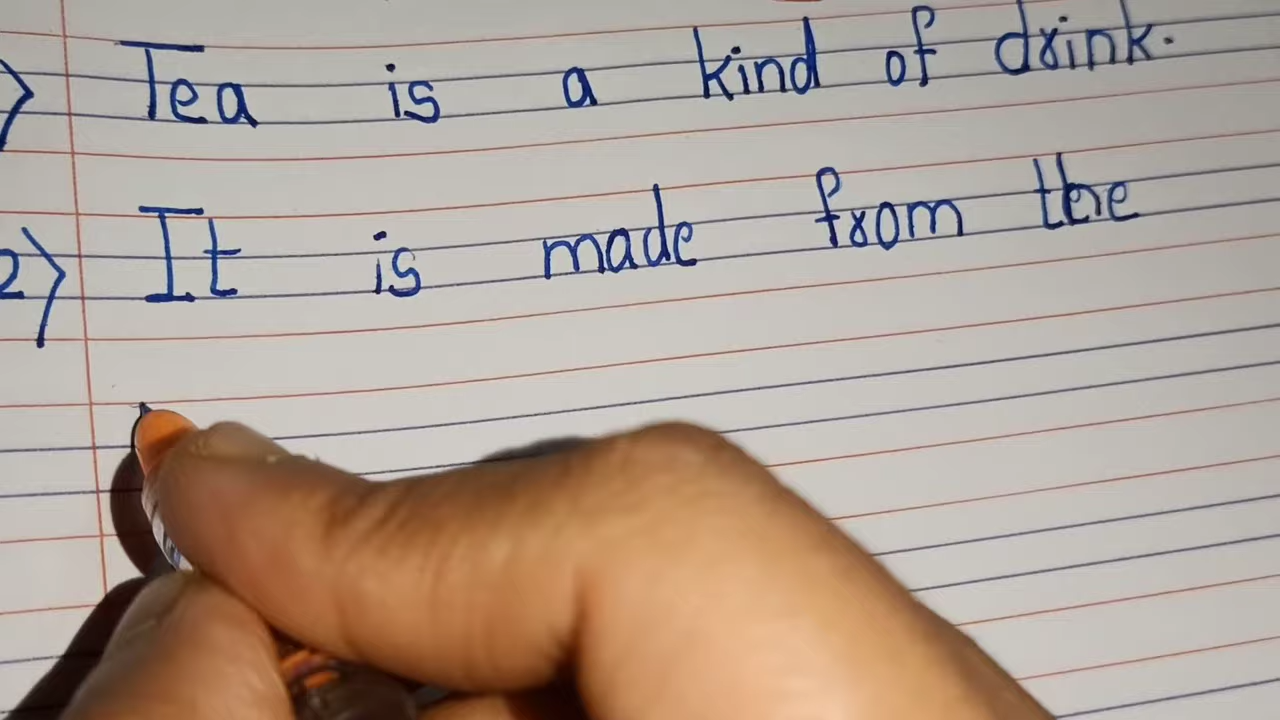 ) Tea is a kind of drink.
2) It is made from the